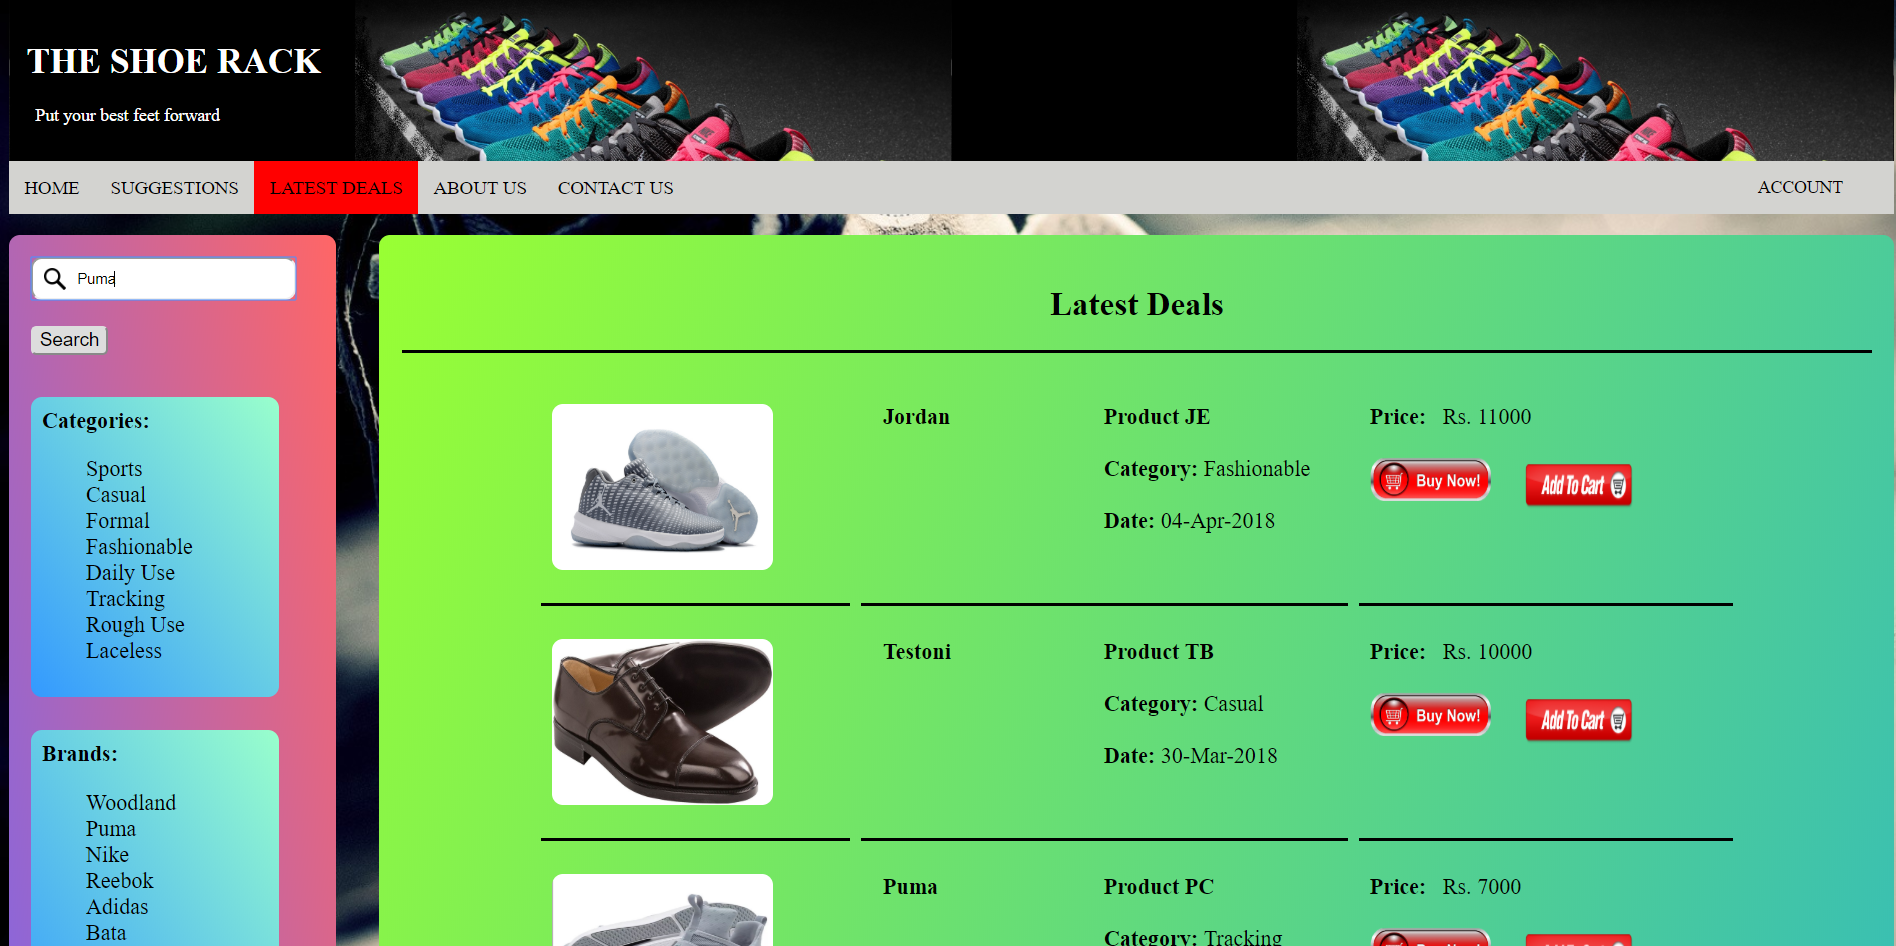 THE SHOE RACK
Put your best feet forward
HOME SUGGESTIONS LATEST DEALS ABOUT US CONTACT US ACCOUNT
Puma
Search
Categories:
Sports
Casual
Formal
Fashionable
Daily Use
Tracking
Rough Use
Laceless
Brands:
Woodland
Puma
Nike
Reebok
Adidas
Bata
Latest Deals
Jordan Product JE Price: Rs. 11000
Category: Fashionable
Buy Now! Add To Cart
Date: 04-Apr-2018
Testoni Product TB Price: Rs. 10000
Category: Casual
Buy Now! Add To Cart
Date: 30-Mar-2018
Puma Product PC Price: Rs. 7000
Category: Tracking